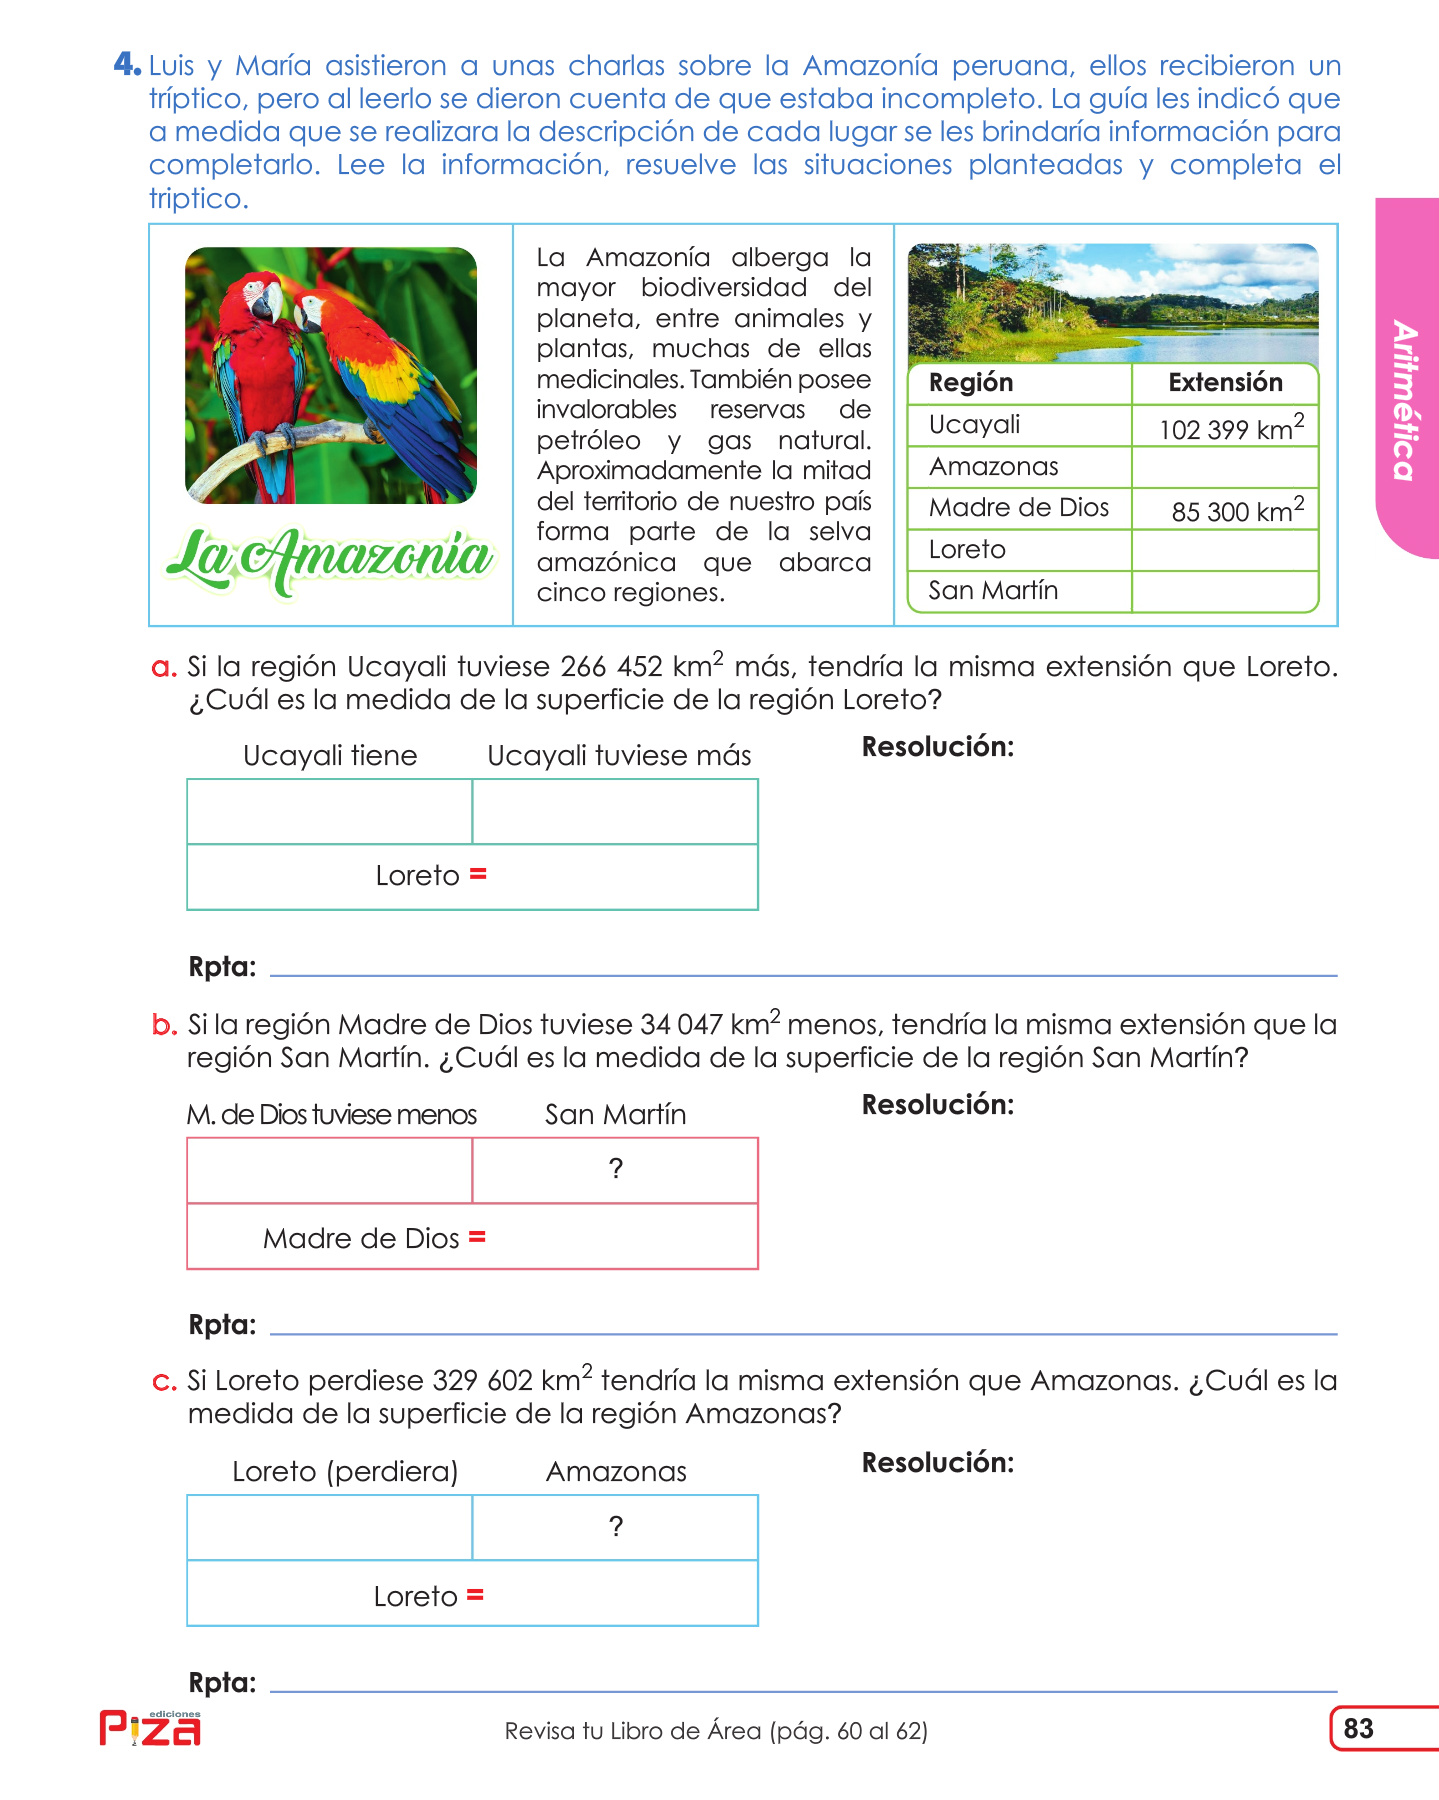 4. Luis y María asistieron a unas charlas sobre la Amazonía peruana, ellos recibieron un
tríptico, pero al leerlo se dieron cuenta de que estaba incompleto. La guía les indicó que
a medida que se realizara la descripción de cada lugar se les brindaría información para
completarlo. Lee la información, resuelve las situaciones planteadas y completa el
triptico.
La Amazonía
La Amazonía alberga la
mayor biodiversidad del
planeta, entre animales y
plantas, muchas de ellas
medicinales. También posee
invalorables reservas de
petróleo y gas natural.
Aproximadamente la mitad
del territorio de nuestro país
forma parte de la selva
amazónica que abarca
cinco regiones.
Región Extensión
Ucayali 102 399 km²
Amazonas
Madre de Dios 85 300 km²
Loreto
San Martín
Aritmética
a. Si la región Ucayali tuviese 266 452 km² más, tendría la misma extensión que Loreto.
¿Cuál es la medida de la superficie de la región Loreto?
Ucayali tiene Ucayali tuviese más
Resolución:
Loreto =
Rpta:
b. Si la región Madre de Dios tuviese 34 047 km² menos, tendría la misma extensión que la
región San Martín. ¿Cuál es la medida de la superficie de la región San Martín?
M. de Dios tuviese menos San Martín
Resolución:
?
Madre de Dios =
Rpta:
c. Si Loreto perdiese 329 602 km² tendría la misma extensión que Amazonas. ¿Cuál es la
medida de la superficie de la región Amazonas?
Loreto (perdiera) Amazonas
Resolución:
?
Loreto =
Rpta:
ediciones
Piza
Revisa tu Libro de Área (pág. 60 al 62)
83